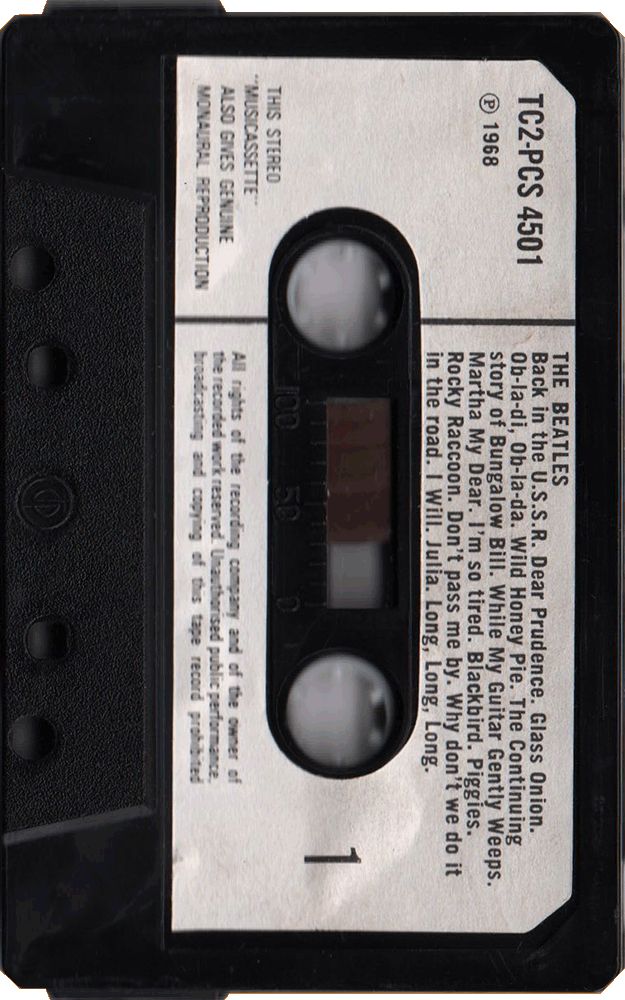 TC2-PCS 4501
Ⓟ 1968
THE BEATLES
Back in the U.S.S.R. Dear Prudence. Glass Onion.
Ob-la-di, Ob-la-da. Wild Honey Pie. The Continuing
story of Bungalow Bill. While My Guitar Gently Weeps.
Martha My Dear. I'm so tired. Blackbird. Piggies.
Rocky Raccoon. Don't pass me by. Why don't we do it
in the road. I Will. Julia. Long, Long, Long.
100 50 0
1
THIS STEREO
"MUSICASSETTE"
ALSO GIVES GENUINE
MONAURAL REPRODUCTION
All rights of the recording company and of the owner of
the recorded work reserved. Unauthorised public performance,
broadcasting and copying of this tape record prohibited